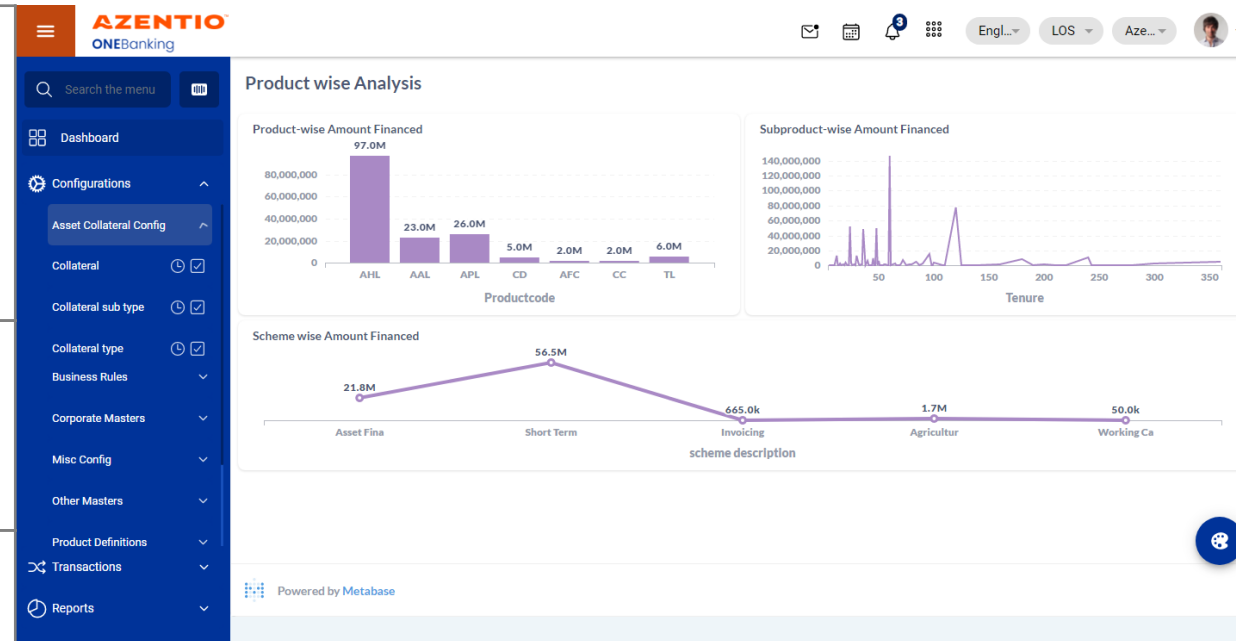 AZENTIO
ONEBanking
3
Engl...
LOS
Aze...
Search the menu
Dashboard
Configurations
Asset Collateral Config
Collateral
Collateral sub type
Collateral type
Business Rules
Corporate Masters
Misc Config
Other Masters
Product Definitions
Transactions
Reports
Product wise Analysis
Product-wise Amount Financed
97.0M
80,000,000
60,000,000
40,000,000
20,000,000
0
23.0M
26.0M
5.0M
2.0M
2.0M
6.0M
AHL AAL APL CD AFC CC TL
Productcode
Subproduct-wise Amount Financed
140,000,000
120,000,000
100,000,000
80,000,000
60,000,000
40,000,000
20,000,000
0
50 100 150 200 250 300 350
Tenure
Scheme wise Amount Financed
21.8M
56.5M
665.0k
1.7M
50.0k
Asset Fina Short Term Invoicing Agricultur Working Ca
scheme description
Powered by Metabase